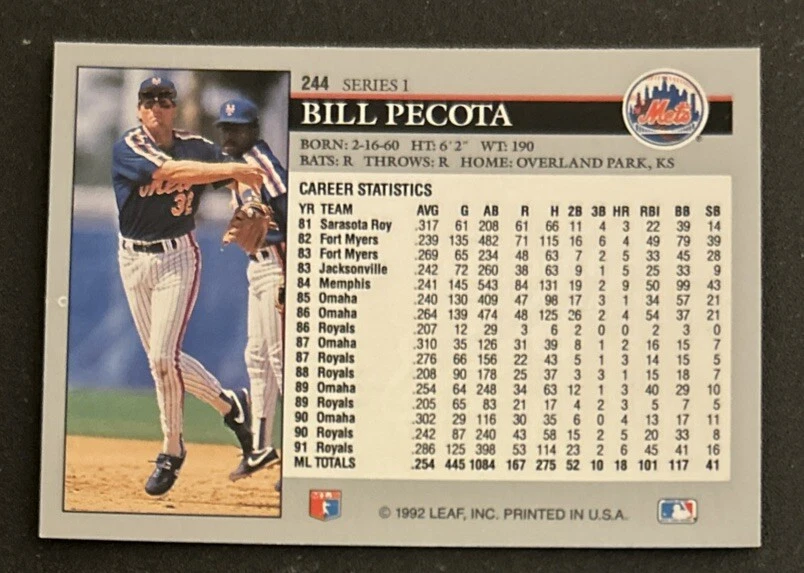 244 SERIES 1
BILL PECOTA
Mets
BORN: 2-16-60 HT: 6'2" WT: 190
BATS: R THROWS: R HOME: OVERLAND PARK, KS
Mets
32
CAREER STATISTICS
YR TEAM AVG G AB R H 2B 3B HR RBI BB SB
81 Sarasota Roy .317 61 208 61 66 11 4 3 22 39 14
82 Fort Myers .239 135 482 71 115 16 6 4 49 79 39
83 Fort Myers .269 65 234 48 63 7 2 5 33 45 28
83 Jacksonville .242 72 260 38 63 9 1 5 25 33 9
84 Memphis .241 145 543 84 131 19 2 9 50 99 43
85 Omaha .240 130 409 47 98 17 3 1 34 57 21
86 Omaha .264 139 474 48 125 26 2 4 54 37 21
86 Royals .207 12 29 3 6 2 0 0 2 3 0
87 Omaha .310 35 126 31 39 8 1 2 16 15 7
87 Royals .276 66 156 22 43 5 1 3 14 15 5
88 Royals .208 90 178 25 37 3 3 1 15 18 7
89 Omaha .254 64 248 34 63 12 1 3 40 29 10
89 Royals .205 65 83 21 17 4 2 3 5 7 5
90 Omaha .302 29 116 30 35 6 0 4 13 17 11
90 Royals .242 87 240 43 58 15 2 5 20 33 8
91 Royals .286 125 398 53 114 23 2 6 45 41 16
ML TOTALS .254 445 1084 167 275 52 10 18 101 117 41
© 1992 LEAF, INC. PRINTED IN U.S.A.